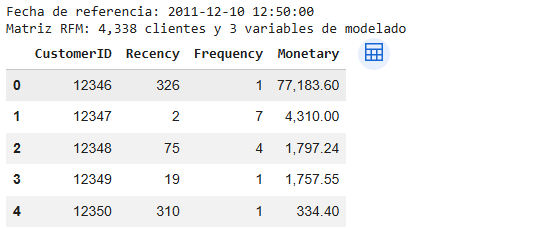 Fecha de referencia: 2011-12-10 12:50:00
Matriz RFM: 4,338 clientes y 3 variables de modelado
CustomerID Recency Frequency Monetary
0 12346 326 1 77,183.60
1 12347 2 7 4,310.00
2 12348 75 4 1,797.24
3 12349 19 1 1,757.55
4 12350 310 1 334.40